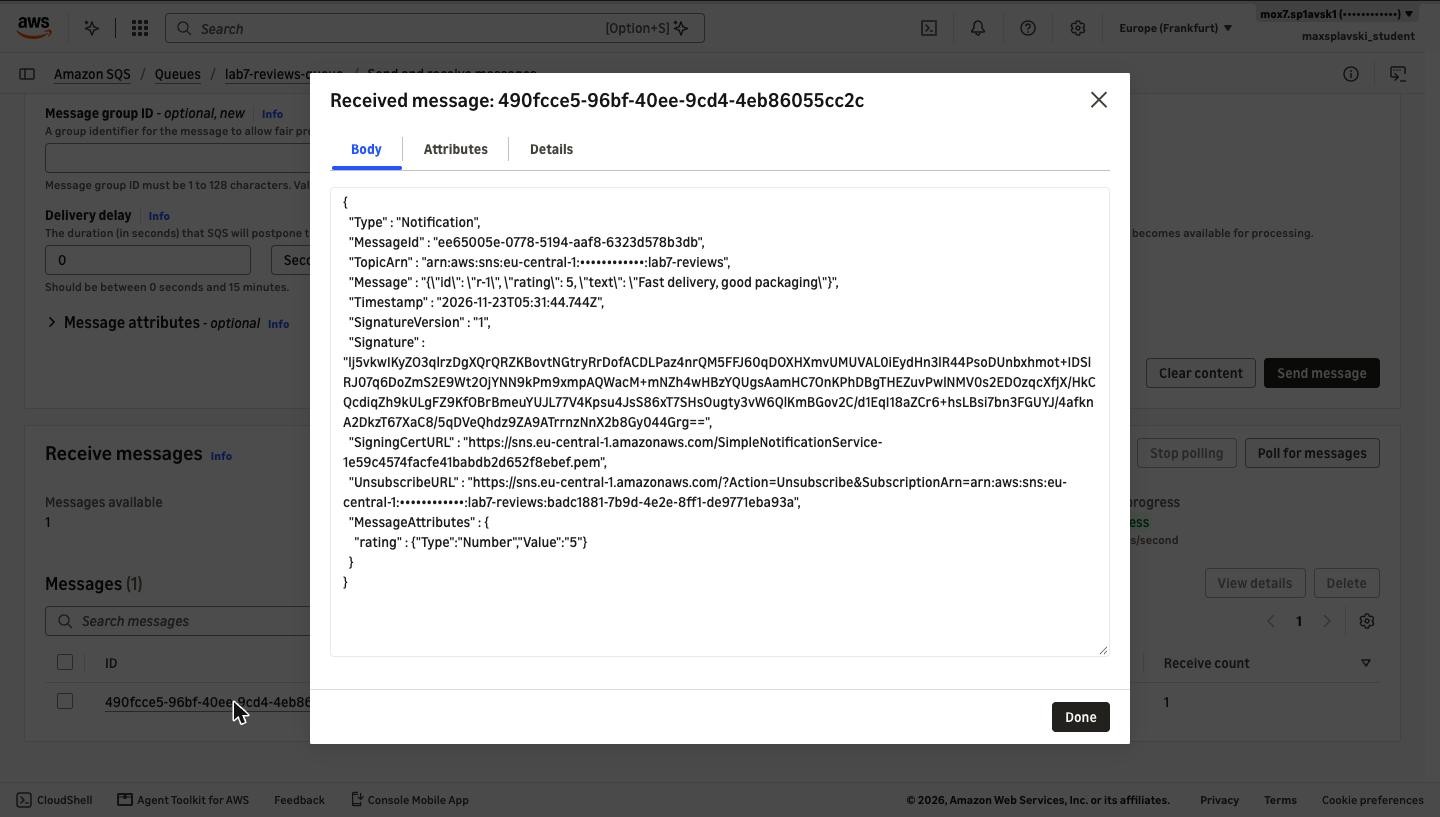 aws
Search
[Option+S]
Europe (Frankfurt)
mox7.sp1avsk1 (••••••••••••)
maxsplavski_student
Amazon SQS / Queues / lab7-reviews-queue / Send and receive messages
Message group ID - optional, new Info
A group identifier for the message to allow fair
Message group ID must be 1 to 128 characters.
Delivery delay Info
The duration (in seconds) that SQS will postpone
becomes available for processing.
0
Should be between 0 seconds and 15 minutes.
Message attributes - optional Info
Clear content
Send message
Receive messages Info
Stop polling
Poll for messages
Messages available
1
progress
/second
Messages (1)
View details
Delete
Search messages
1
ID
Receive count
490fcce5-96bf-40ee-9cd4-4eb86
1
Received message: 490fcce5-96bf-40ee-9cd4-4eb86055cc2c
Body
Attributes
Details
{
"Type" : "Notification",
"MessageId" : "ee65005e-0778-5194-aaf8-6323d578b3db",
"TopicArn" : "arn:aws:sns:eu-central-1:••••••••••••:lab7-reviews",
"Message" : "{\"id\": \"r-1\", \"rating\": 5, \"text\": \"Fast delivery, good packaging\"}",
"Timestamp" : "2026-11-23T05:31:44.744Z",
"SignatureVersion" : "1",
"Signature" :
"lj5vkwIKyZO3qIrzDgXQrQRZKBovtNGtryRrDofACDLPaz4nrQM5FFJ60qDOXHXmvUMUVAL0iEydHn3lR44PsoDUnbxhmot+IDSl
RJ07q6DoZmS2E9Wt2OjYNN9kPm9xmpAQWacM+mNZh4wHBzYQUgsAamHC7OnKPhDBgTHEZuvPwlNMV0s2EDOzqcXfjX/HkC
QcdiqZh9kULgFZ9KfOBrBmeuYUJL77V4Kpsu4JsS86xT7SHsOugty3vW6QlKmBGov2C/d1EqI18aZCr6+hsLBsi7bn3FGUYJ/4afkn
A2DkzT67XaC8/5qDVeQhdz9ZA9ATrrnzNnX2b8Gy044Grg==",
"SigningCertURL" : "https://sns.eu-central-1.amazonaws.com/SimpleNotificationService-
1e59c4574facfe41babdb2d652f8ebef.pem",
"UnsubscribeURL" : "https://sns.eu-central-1.amazonaws.com/?Action=Unsubscribe&SubscriptionArn=arn:aws:sns:eu-
central-1:••••••••••••:lab7-reviews:badc1881-7b9d-4e2e-8ff1-de9771eba93a",
"MessageAttributes" : {
"rating" : {"Type":"Number","Value":"5"}
}
}
Done
CloudShell
Agent Toolkit for AWS
Feedback
Console Mobile App
© 2026, Amazon Web Services, Inc. or its affiliates.
Privacy
Terms
Cookie preferences